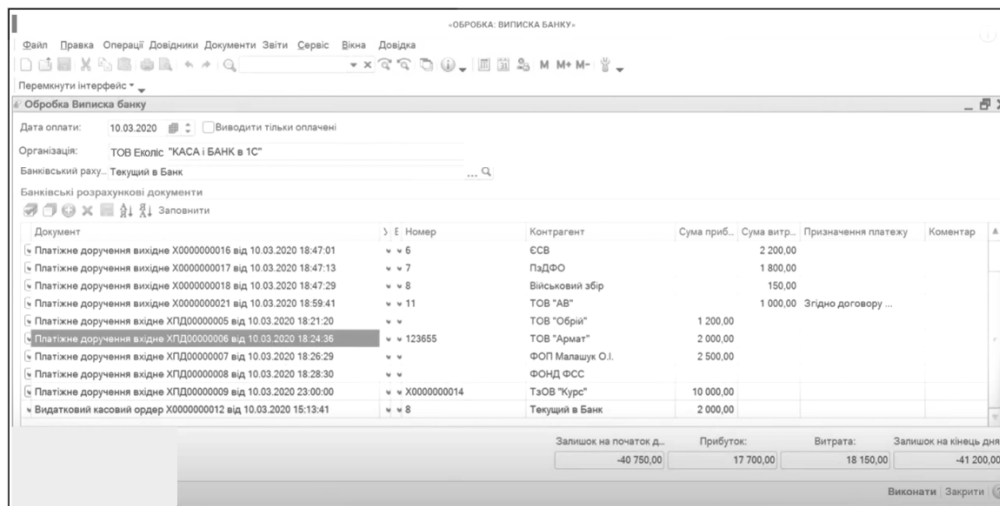 «ОБРОБКА: ВИПИСКА БАНКУ»
Файл Правка Операції Довідники Документи Звіти Сервіс Вікна Довідка
М М+ М-
Перемкнути інтерфейс
Обробка Виписка банку
Дата оплати: 10.03.2020 Виводити тільки оплачені
Організація: ТОВ Еколіс "КАСА і БАНК в 1С"
Банківський раху... Текущий в Банк ...
Банківські розрахункові документи
Заповнити
Документ Номер Контрагент Сума приб... Сума витр... Призначення платежу Коментар
Платіжне доручення вихідне Х0000000016 від 10.03.2020 18:47:01 6 ЄСВ 2 200,00
Платіжне доручення вихідне Х0000000017 від 10.03.2020 18:47:13 7 ПзДФО 1 800,00
Платіжне доручення вихідне Х0000000018 від 10.03.2020 18:47:29 8 Військовий збір 150,00
Платіжне доручення вихідне Х0000000021 від 10.03.2020 18:59:41 11 ТОВ "АВ" 1 000,00 Згідно договору ...
Платіжне доручення вхідне ХПД00000005 від 10.03.2020 18:21:20 ТОВ "Обрій" 1 200,00
Платіжне доручення вхідне ХПД00000006 від 10.03.2020 18:24:36 123655 ТОВ "Армат" 2 000,00
Платіжне доручення вхідне ХПД00000007 від 10.03.2020 18:26:29 ФОП Малашук О.І. 2 500,00
Платіжне доручення вхідне ХПД00000008 від 10.03.2020 18:28:30 ФОНД ФСС
Платіжне доручення вхідне ХПД00000009 від 10.03.2020 23:00:00 Х0000000014 ТзОВ "Курс" 10 000,00
Видатковий касовий ордер Х0000000012 від 10.03.2020 15:13:41 8 Текущий в Банк 2 000,00
Залишок на початок д... Прибуток: Витрата: Залишок на кінець дня
-40 750,00 17 700,00 18 150,00 -41 200,00
Виконати Закрити